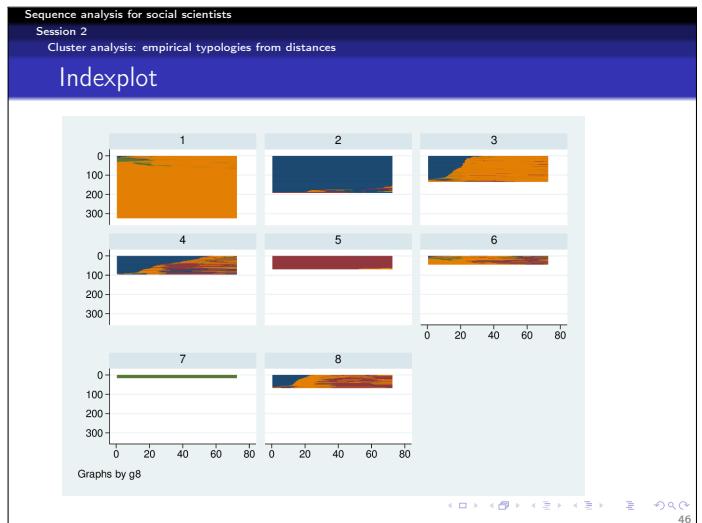 Sequence analysis for social scientists
Session 2
Cluster analysis: empirical typologies from distances
Indexplot
1 2 3
0
100
200
300
4 5 6
0
100
200
300
0 20 40 60 80
7 8
0
100
200
300
0 20 40 60 80 0 20 40 60 80
Graphs by g8
46